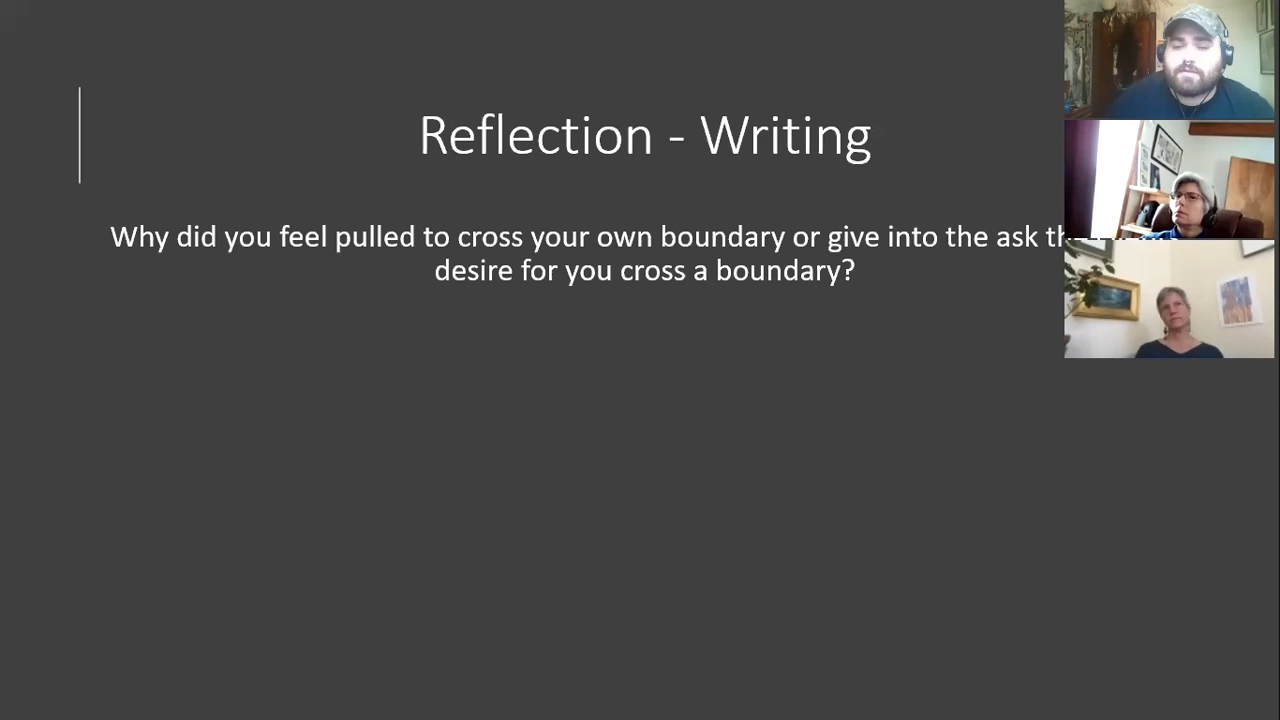 Reflection - Writing
Why did you feel pulled to cross your own boundary or give into the ask
desire for you cross a boundary?